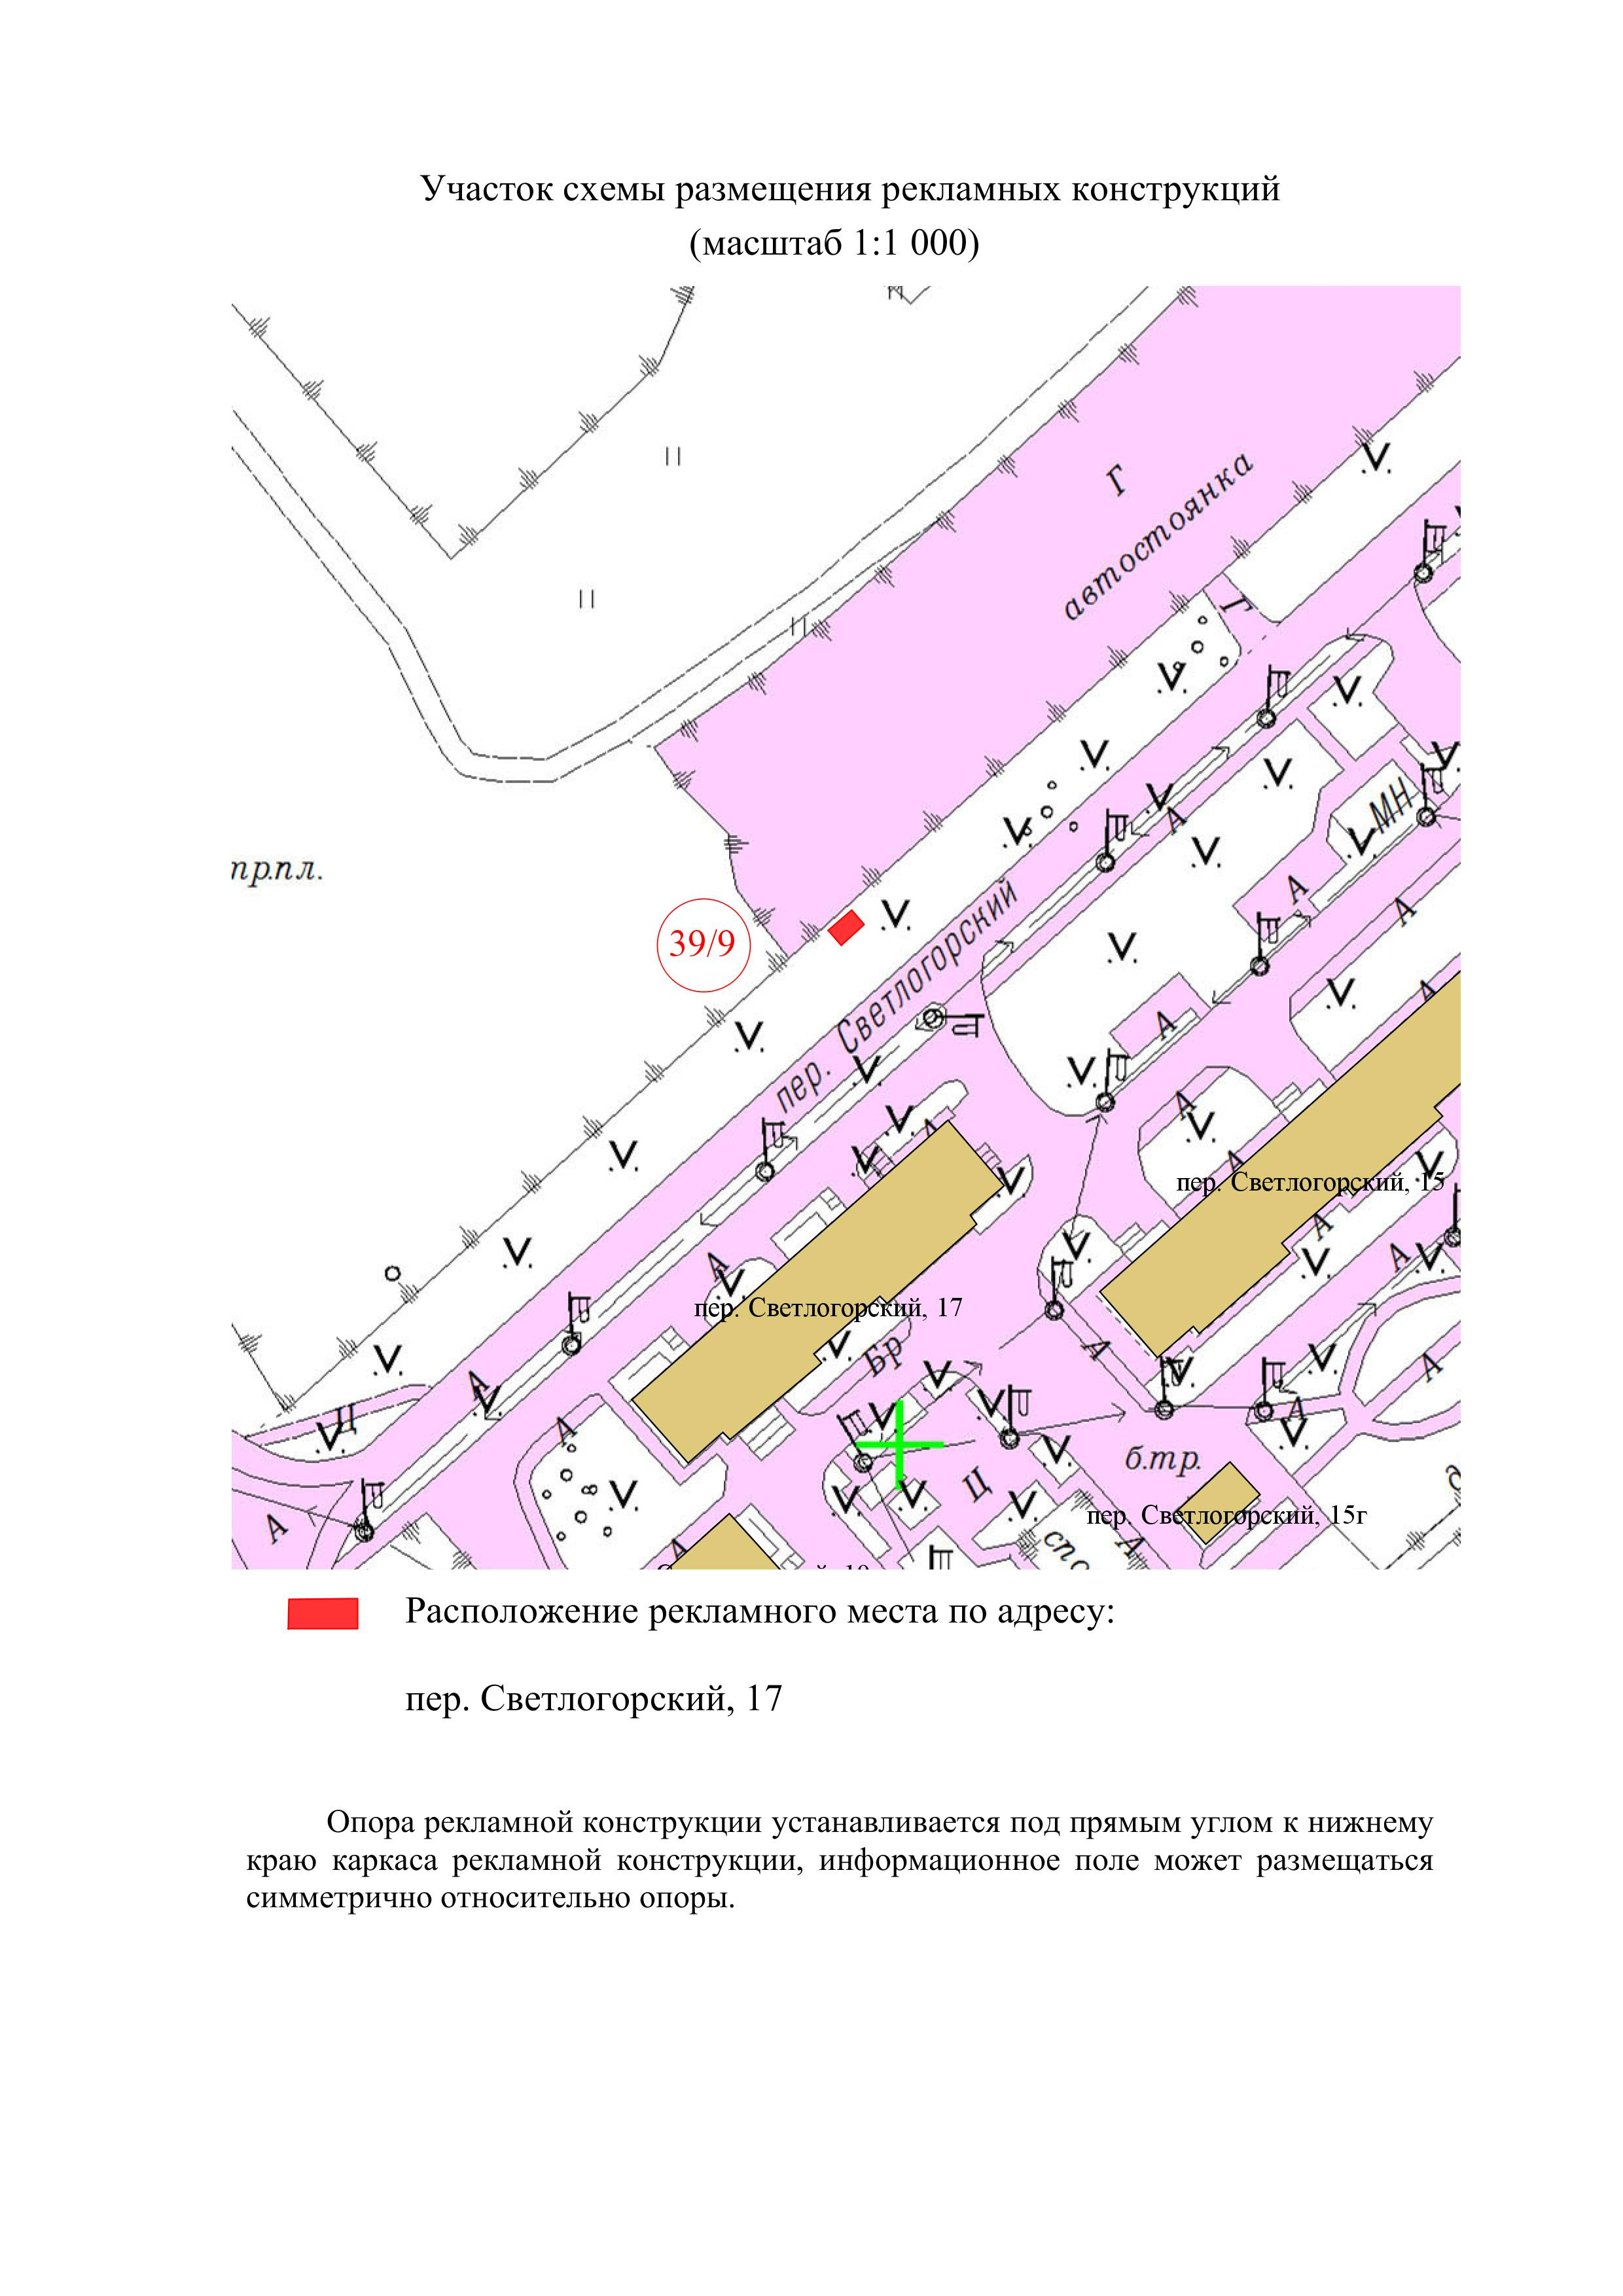 Участок схемы размещения рекламных конструкций
(масштаб 1:1 000)
Г
автостоянка
Г
МН
А
А
А
пр.пл.
39/9
пер. Светлогорский
А
А
А
А
А
пер. Светлогорский, 15
А
А
А
пер. Светлогорский, 17
Бр
А
А
А
Ц
А
А
А
б.тр.
Ц
пер. Светлогорский, 15г
А
А
А
Расположение рекламного места по адресу:
пер. Светлогорский, 17
Опора рекламной конструкции устанавливается под прямым углом к нижнему
краю каркаса рекламной конструкции, информационное поле может размещаться
симметрично относительно опоры.